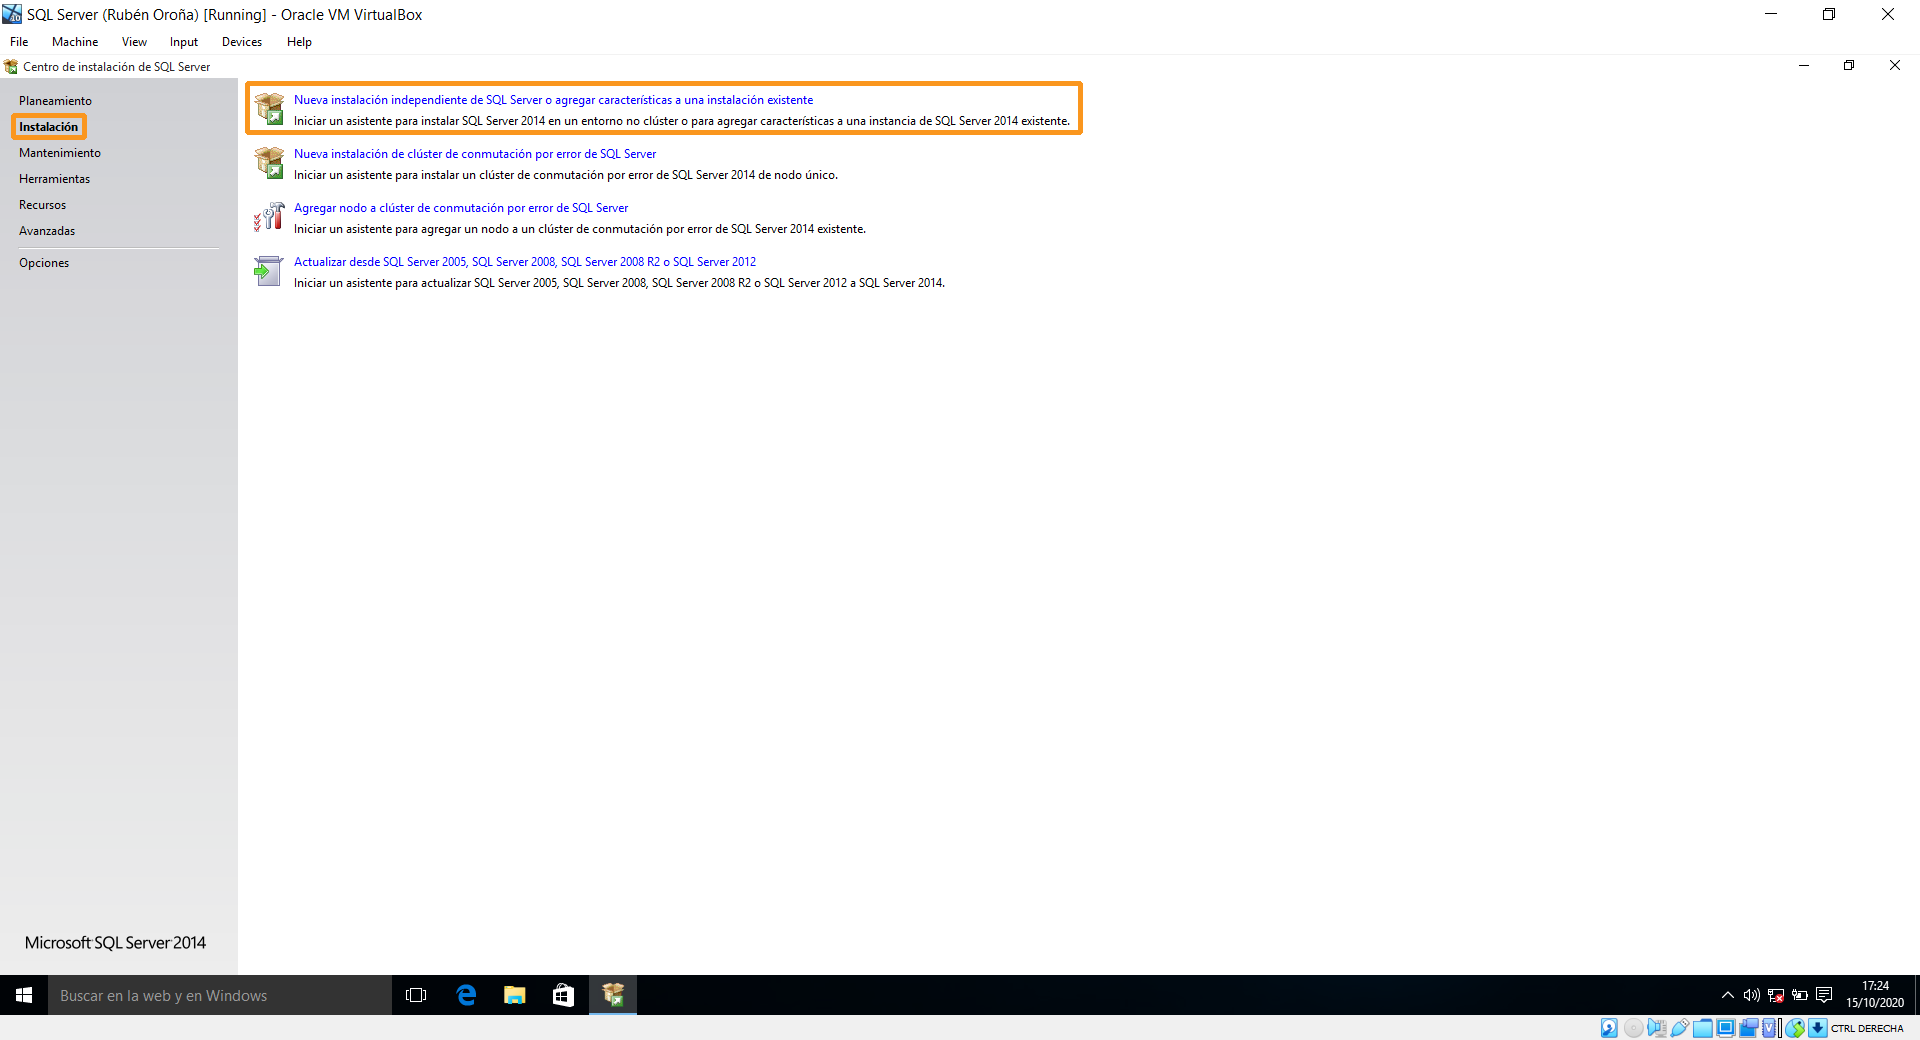 SQL Server (Rubén Oroña) [Running] - Oracle VM VirtualBox
File Machine View Input Devices Help
Centro de instalación de SQL Server
Planeamiento
Instalación
Mantenimiento
Herramientas
Recursos
Avanzadas
Opciones
Nueva instalación independiente de SQL Server o agregar características a una instalación existente
Iniciar un asistente para instalar SQL Server 2014 en un entorno no clúster o para agregar características a una instancia de SQL Server 2014 existente.
Nueva instalación de clúster de conmutación por error de SQL Server
Iniciar un asistente para instalar un clúster de conmutación por error de SQL Server 2014 de nodo único.
Agregar nodo a clúster de conmutación por error de SQL Server
Iniciar un asistente para agregar un nodo a un clúster de conmutación por error de SQL Server 2014 existente.
Actualizar desde SQL Server 2005, SQL Server 2008, SQL Server 2008 R2 o SQL Server 2012
Iniciar un asistente para actualizar SQL Server 2005, SQL Server 2008, SQL Server 2008 R2 o SQL Server 2012 a SQL Server 2014.
Microsoft SQL Server 2014
Buscar en la web y en Windows
17:24
15/10/2020
CTRL DERECHA